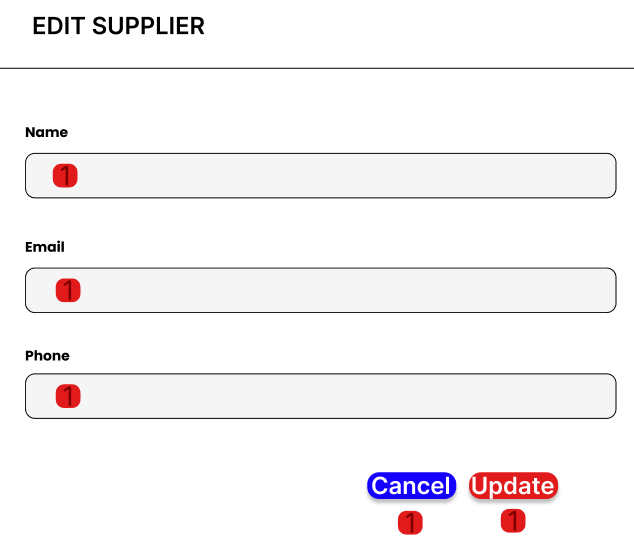 EDIT SUPPLIER
Name
1
Email
1
Phone
1
Cancel Update
1 1